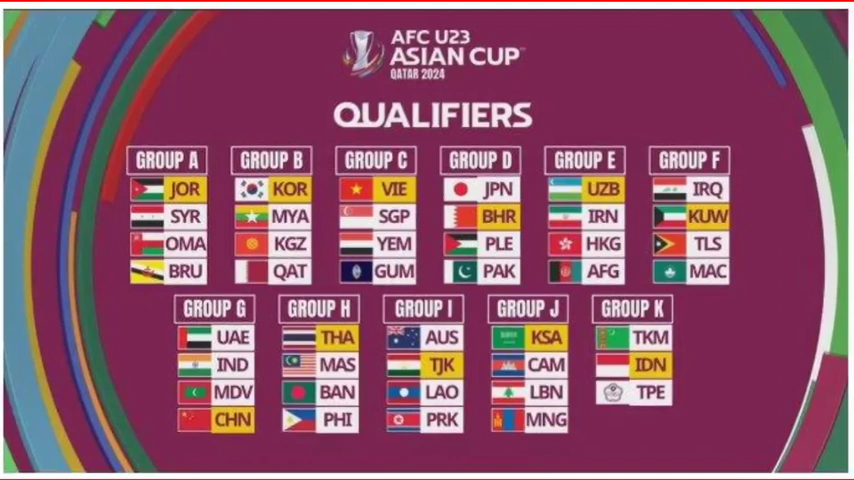 AFC U23
ASIAN CUP™
QATAR 2024
QUALIFIERS
GROUP A
JOR
SYR
OMA
BRU
GROUP B
KOR
MYA
KGZ
QAT
GROUP C
VIE
SGP
YEM
GUM
GROUP D
JPN
BHR
PLE
PAK
GROUP E
UZB
IRN
HKG
AFG
GROUP F
IRQ
KUW
TLS
MAC
GROUP G
UAE
IND
MDV
CHN
GROUP H
THA
MAS
BAN
PHI
GROUP I
AUS
TJK
LAO
PRK
GROUP J
KSA
CAM
LBN
MNG
GROUP K
TKM
IDN
TPE